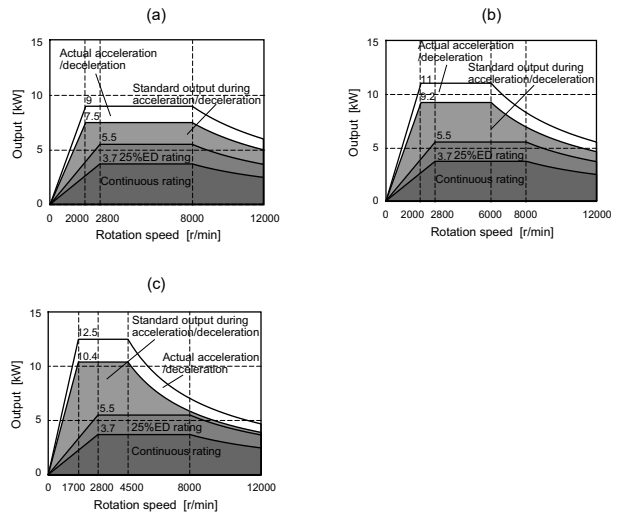 (a)
15
Actual acceleration
/deceleration
Standard output during
acceleration/deceleration
10
9
7.5
5.5
5
3.7 25%ED rating
Continuous rating
0
0 2000 2800 8000 12000
Output [kW]
Rotation speed [r/min]
(b)
15
Actual acceleration
/deceleration
Standard output during
acceleration/deceleration
11
10
9.2
5.5
5
3.7 25%ED rating
Continuous rating
0
0 2000 2800 6000 8000 12000
Output [kW]
Rotation speed [r/min]
(c)
15
Standard output during
acceleration/deceleration
12.5
Actual acceleration
/deceleration
10
10.4
5.5
5
25%ED rating
3.7
Continuous rating
0
0 1700 2800 4500 8000 12000
Output [kW]
Rotation speed [r/min]